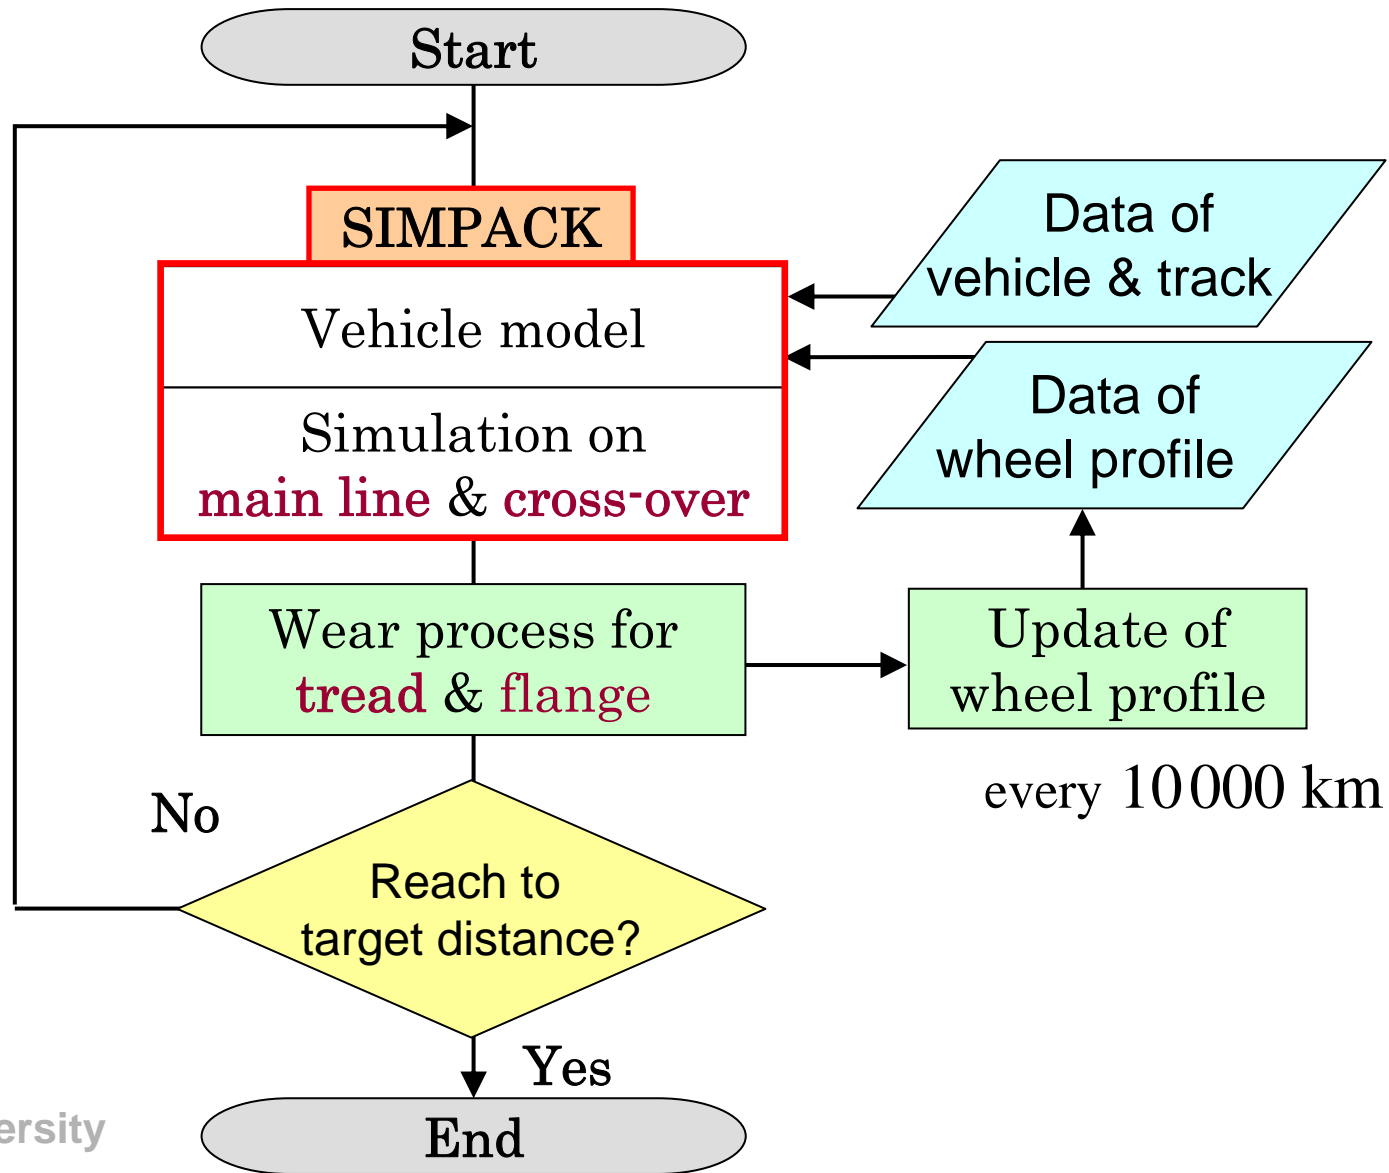 Start
SIMPACK
Data of
vehicle & track
Vehicle model
Data of
wheel profile
Simulation on
main line & cross-over
Wear process for
tread & flange
Update of
wheel profile
every 10000 km
No
Reach to
target distance?
Yes
End
ersity